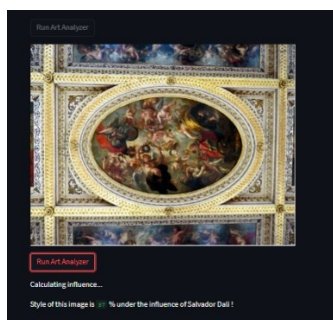 Run Art Analyzer
Run Art Analyzer
Calculating influence...
Style of this image is % under the influence of Salvador Dali !